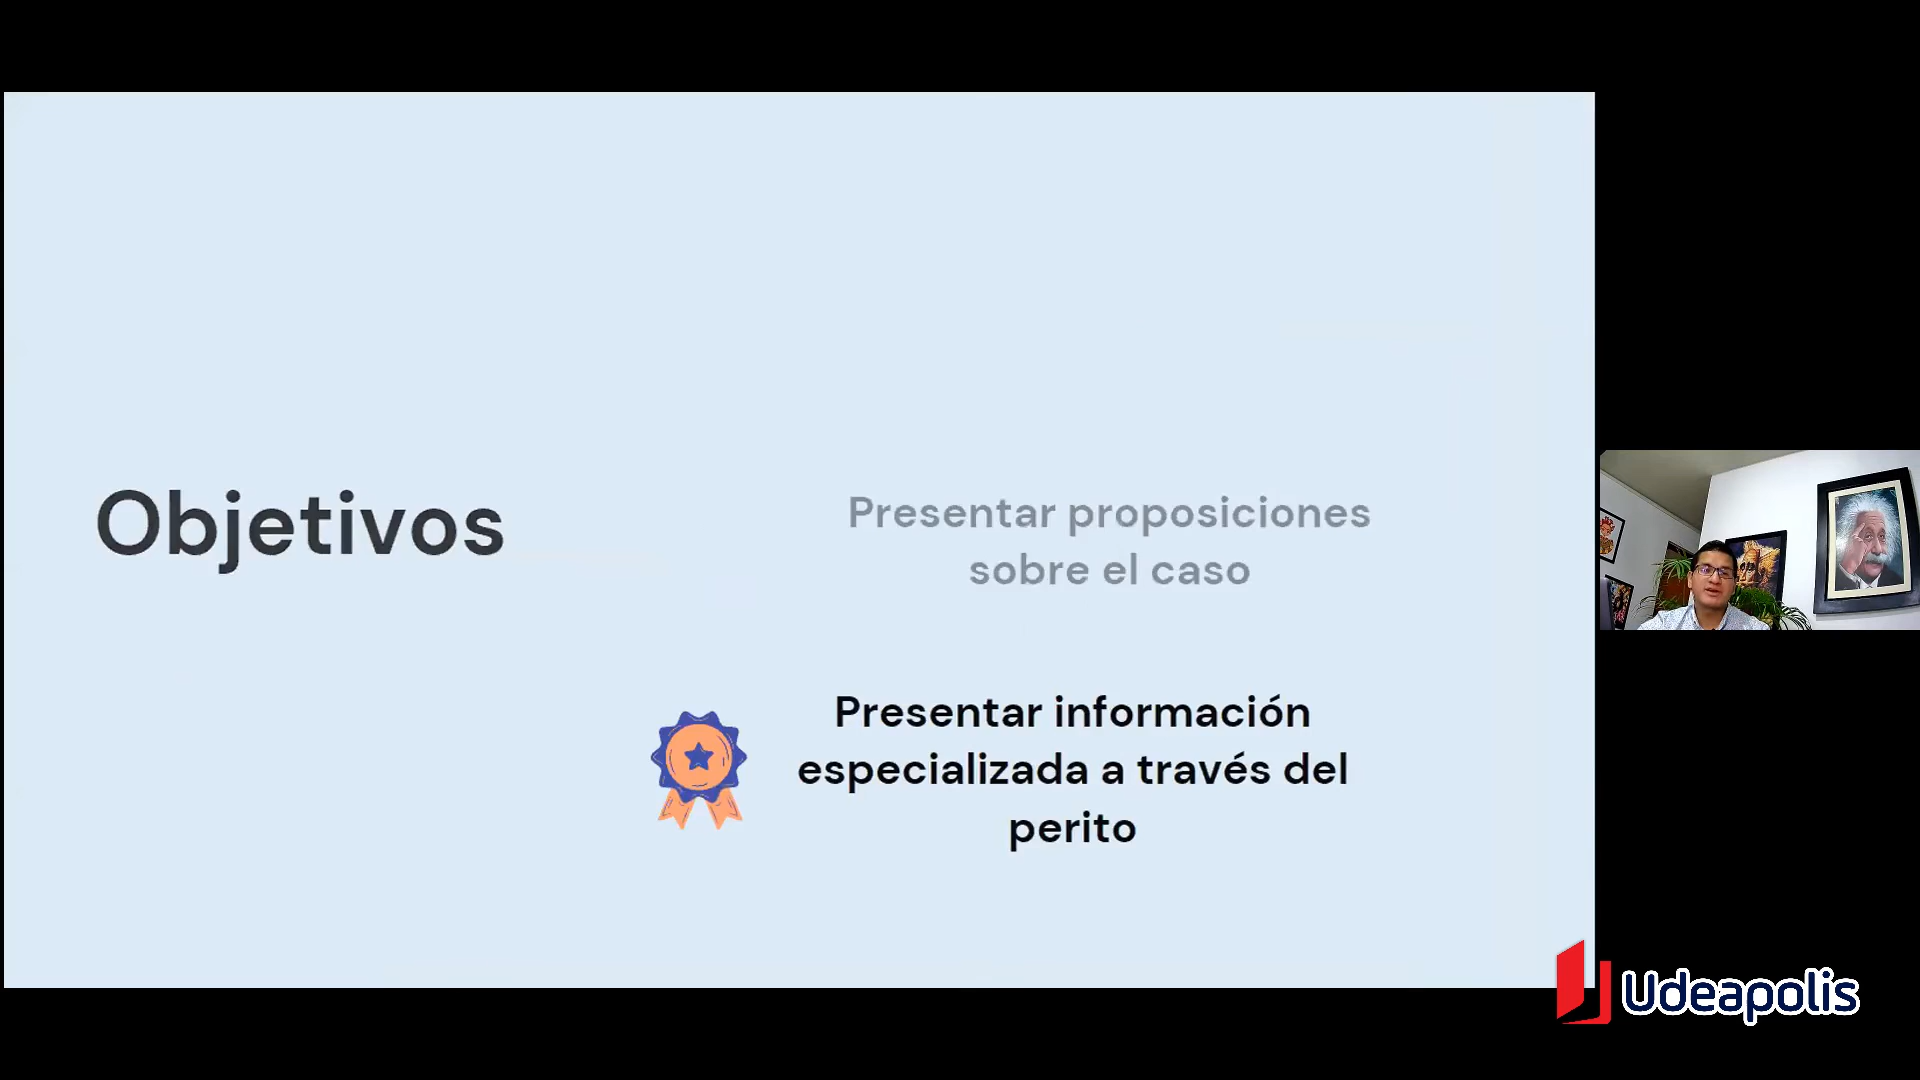 Objetivos
Presentar proposiciones
sobre el caso
Presentar información
especializada a través del
perito
Udeapolis